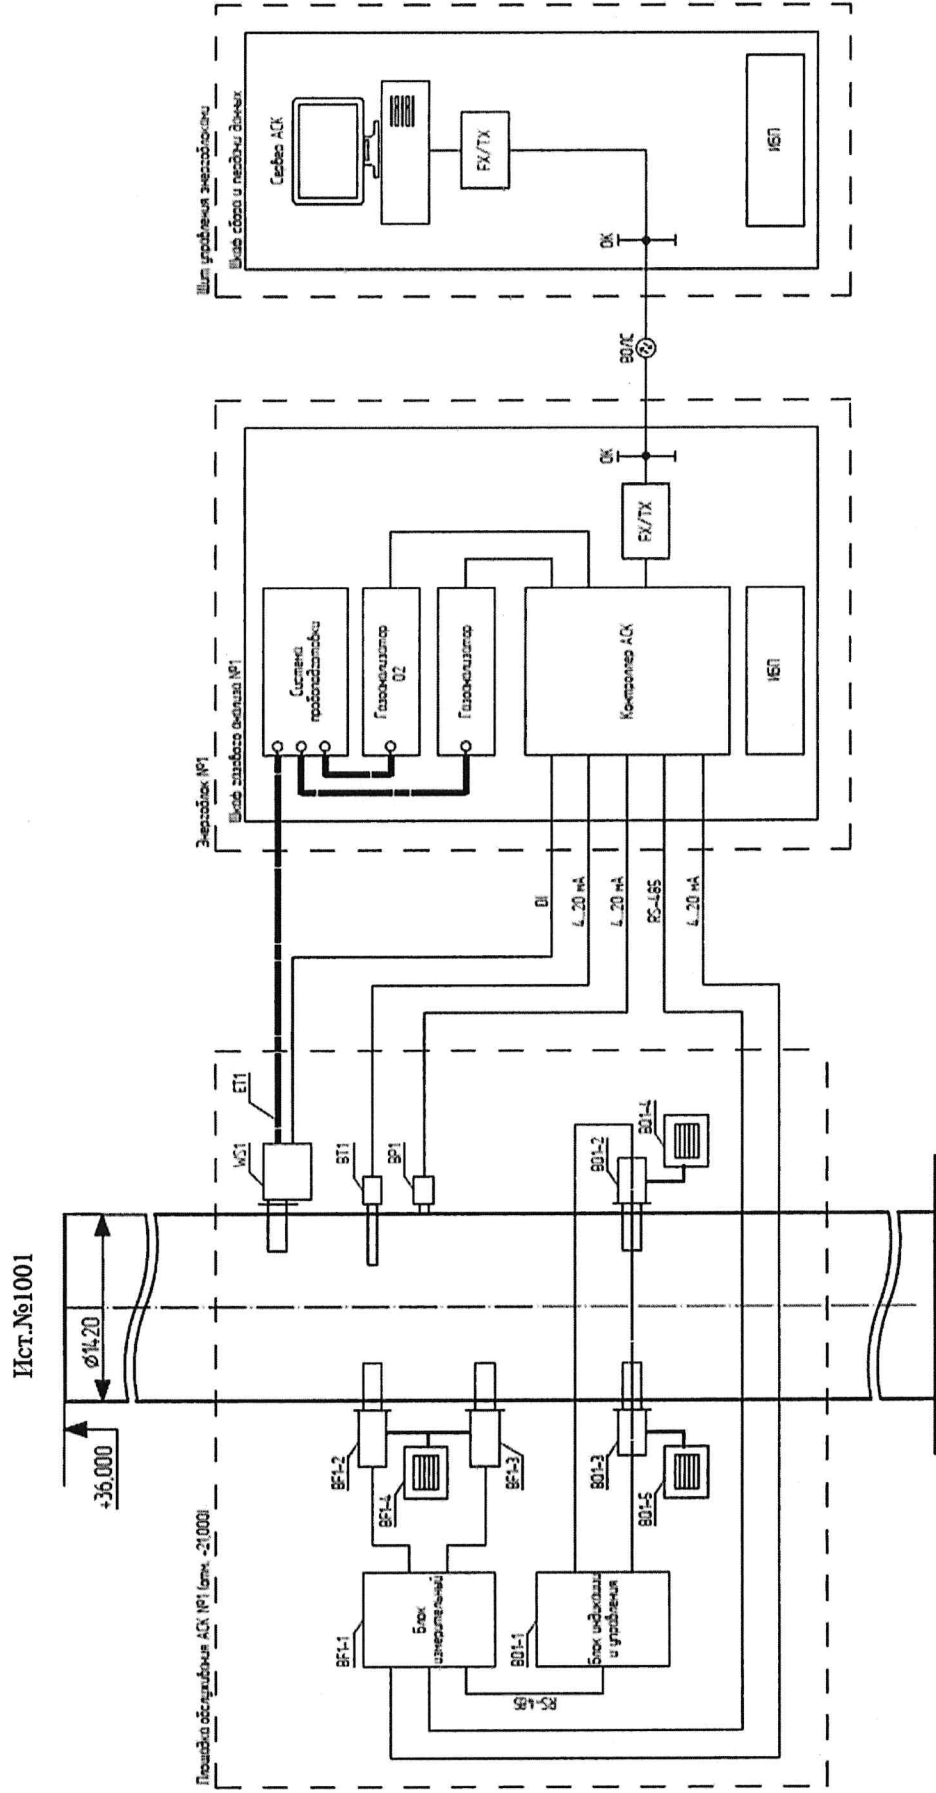 Ист.№1001
+36,000
Ø1420
Площадка обслуживания АСК №1 (отм. +21,000)
BF1-1
Блок
измерительный
BF1-2
BF1-3
BF1-4
RS-485
BQ1-1
Блок индикации
и управления
BQ1-2
BQ1-3
BQ1-4
BQ1-5
WS1
ET1
BT1
BP1
DI
4...20 мА
4...20 мА
RS-485
4...20 мА
Энергоблок №1
Шкаф газового анализа №1
Система
пробоподготовки
Газоанализатор
O2
Газоанализатор
Контроллер АСК
ИБП
FX/TX
ОК
ВОЛС
Щит управления энергоблоками
Шкаф сбора и передачи данных
Сервер АСК
FX/TX
ОК
ИБП